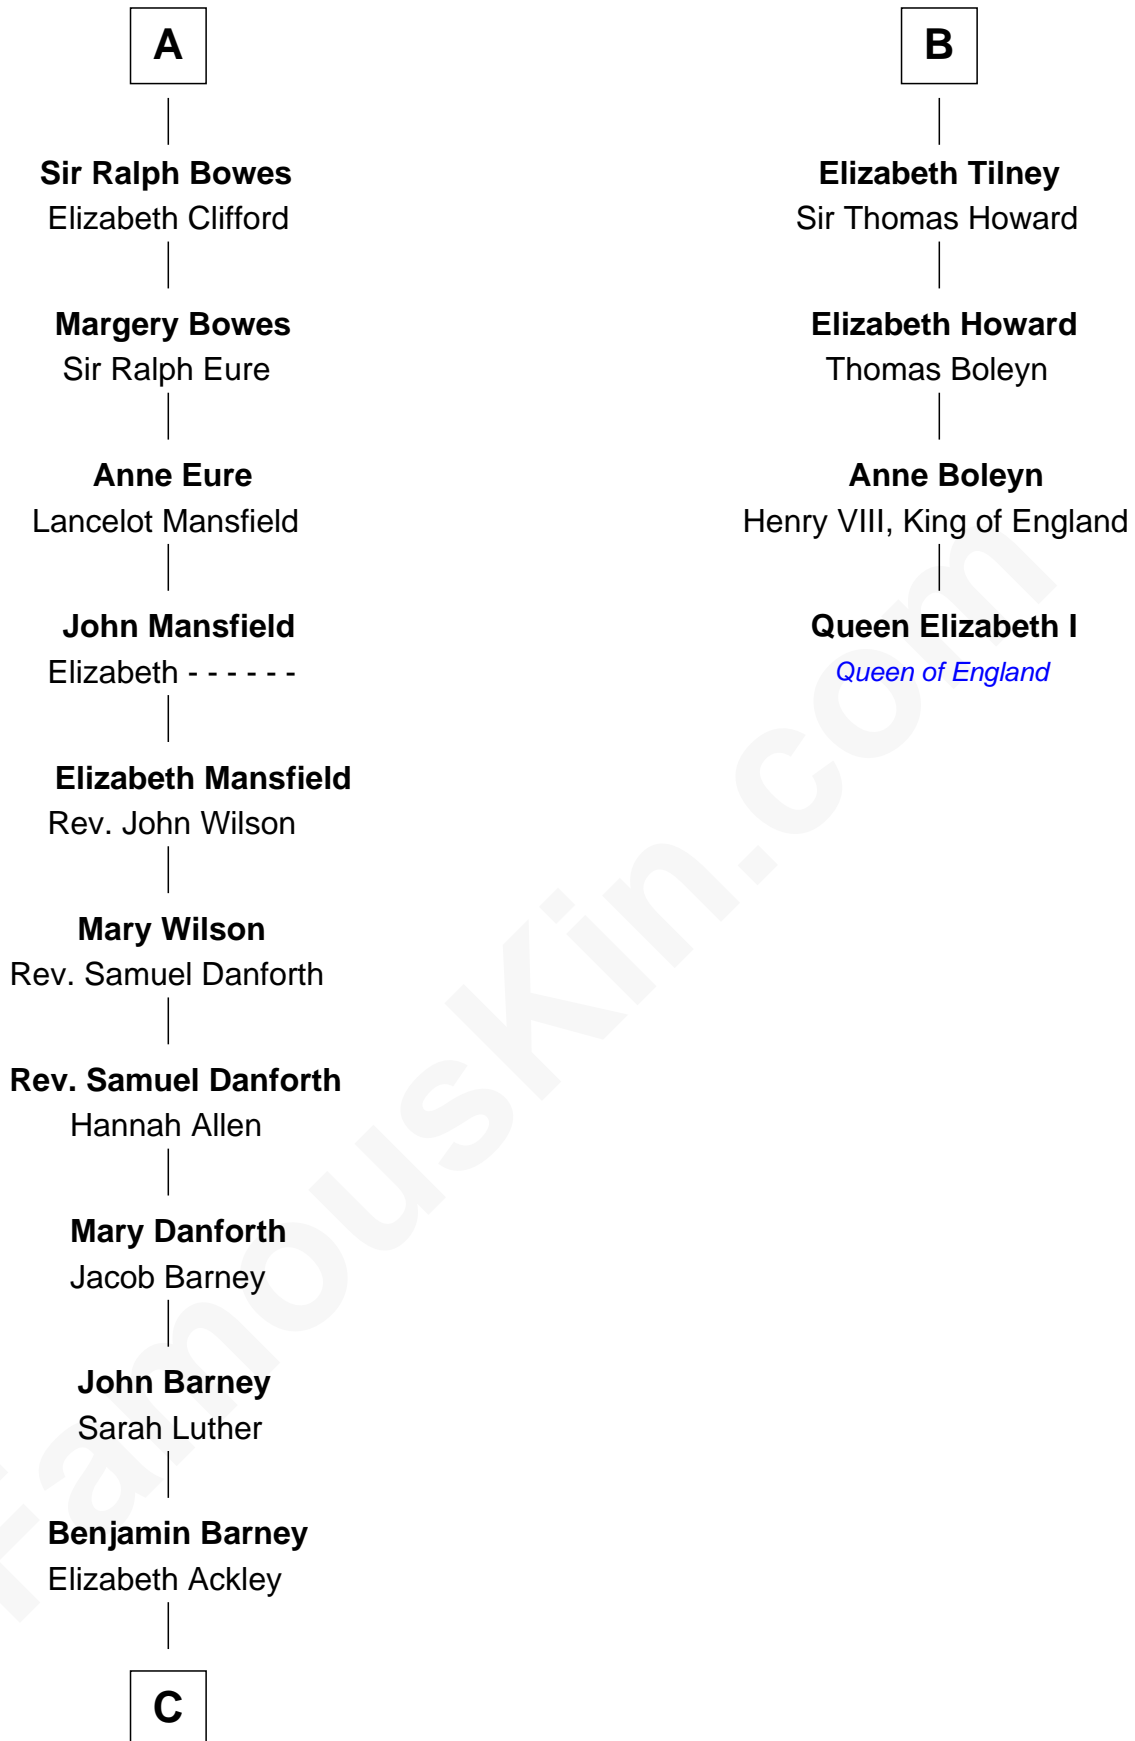 A
Sir Ralph Bowes
Elizabeth Clifford
Margery Bowes
Sir Ralph Eure
Anne Eure
Lancelot Mansfield
John Mansfield
Elizabeth - - - - - -
Elizabeth Mansfield
Rev. John Wilson
Mary Wilson
Rev. Samuel Danforth
Rev. Samuel Danforth
Hannah Allen
Mary Danforth
Jacob Barney
John Barney
Sarah Luther
Benjamin Barney
Elizabeth Ackley
C
B
Elizabeth Tilney
Sir Thomas Howard
Elizabeth Howard
Thomas Boleyn
Anne Boleyn
Henry VIII, King of England
Queen Elizabeth I
Queen of England
FamousKin.com